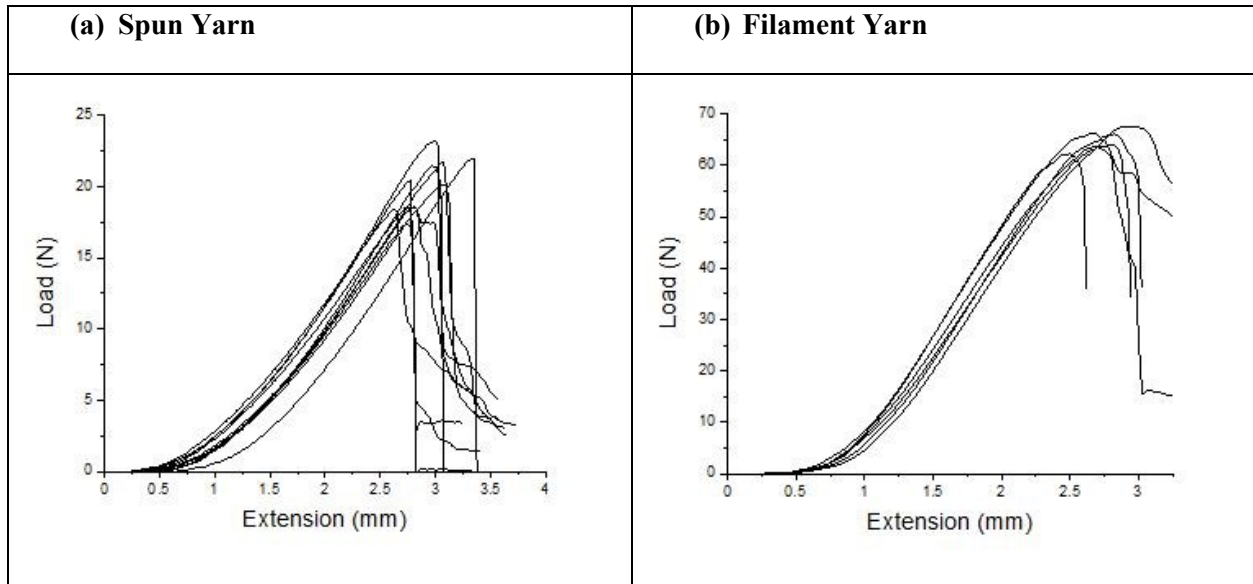 (a) Spun Yarn
(b) Filament Yarn
25
20
15
10
5
0
Load (N)
0 0.5 1 1.5 2 2.5 3 3.5 4
Extension (mm)
70
60
50
40
30
20
10
0
Load (N)
0 0.5 1 1.5 2 2.5 3
Extension (mm)